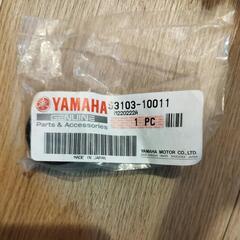 YAMAHA
GENUINE
Parts & Accessories
93103-10011
1 PC
MADE IN JAPAN
YAMAHA MOTOR CO., LTD.